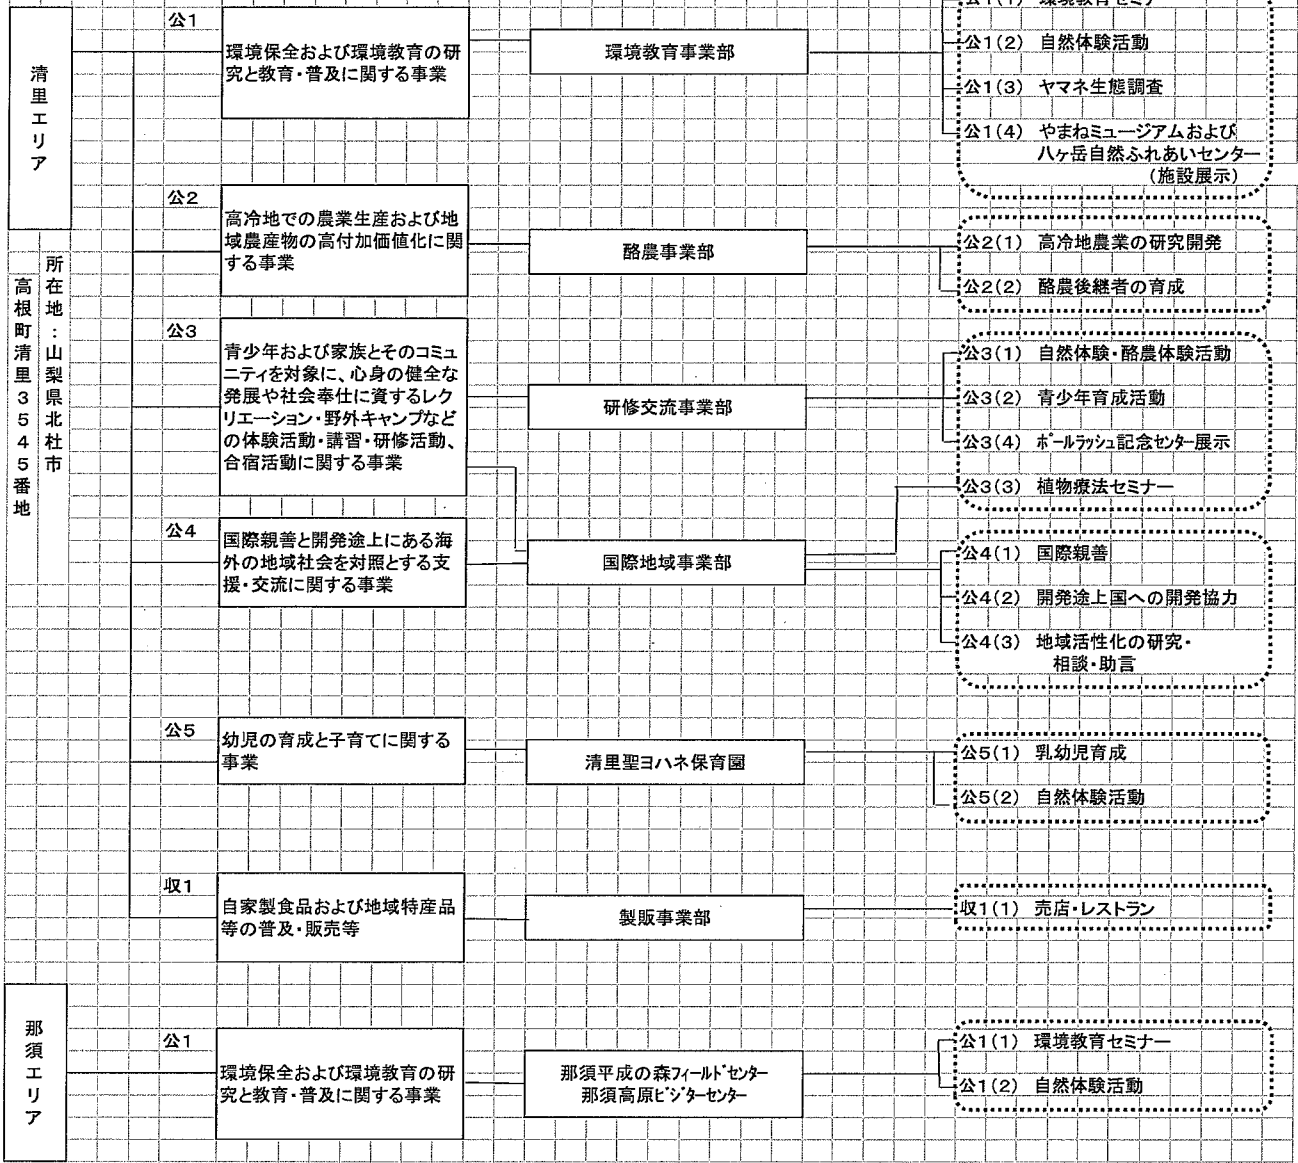 清里エリア
所在地：山梨県北杜市
高根町清里３５４５番地
公1
環境保全および環境教育の研
究と教育・普及に関する事業
環境教育事業部
公1(1) 環境教育セミナー
公1(2) 自然体験活動
公1(3) ヤマネ生態調査
公1(4) やまねミュージアムおよび
八ヶ岳自然ふれあいセンター
(施設展示)
公2
高冷地での農業生産および地
域農産物の高付加価値化に関
する事業
酪農事業部
公2(1) 高冷地農業の研究開発
公2(2) 酪農後継者の育成
公3
青少年および家族とそのコミュ
ニティを対象に、心身の健全な
発展や社会奉仕に資するレク
リエーション・野外キャンプなど
の体験活動・講習・研修活動、
合宿活動に関する事業
研修交流事業部
公3(1) 自然体験・酪農体験活動
公3(2) 青少年育成活動
公3(4) ポールラッシュ記念センター展示
公3(3) 植物療法セミナー
公4
国際親善と開発途上にある海
外の地域社会を対照とする支
援・交流に関する事業
国際地域事業部
公4(1) 国際親善
公4(2) 開発途上国への開発協力
公4(3) 地域活性化の研究・
相談・助言
公5
幼児の育成と子育てに関する
事業
清里聖ヨハネ保育園
公5(1) 乳幼児育成
公5(2) 自然体験活動
収1
自家製食品および地域特産品
等の普及・販売等
製販事業部
収1(1) 売店・レストラン
那須エリア
公1
環境保全および環境教育の研
究と教育・普及に関する事業
那須平成の森フィールドセンター
那須高原ビジターセンター
公1(1) 環境教育セミナー
公1(2) 自然体験活動